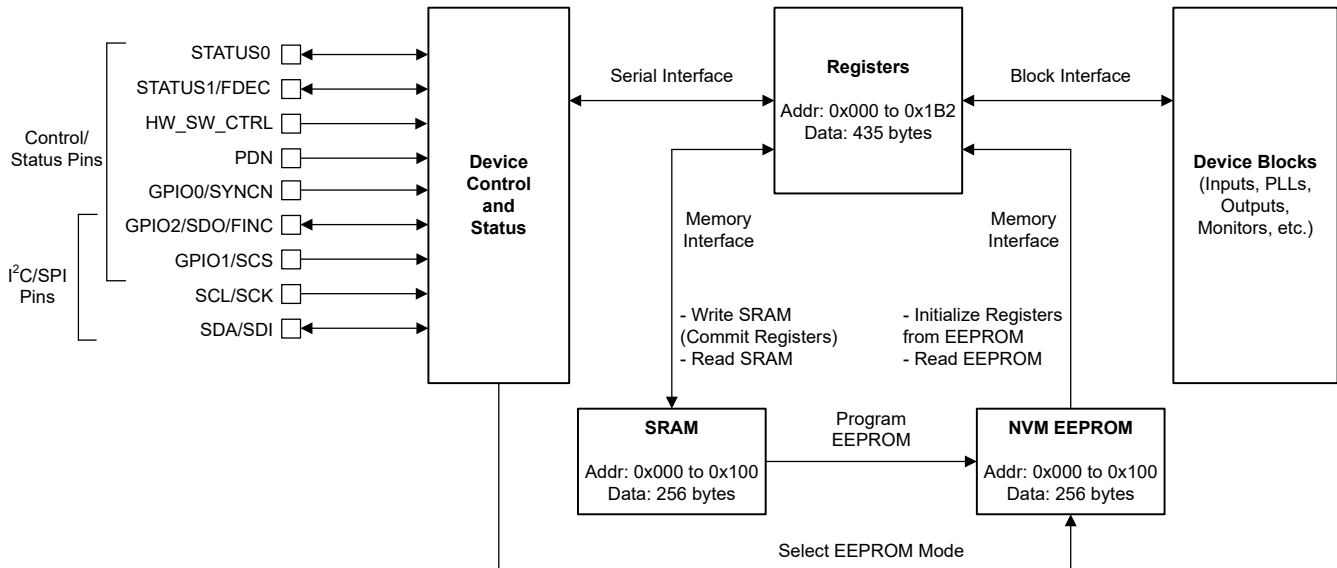 STATUS0
STATUS1/FDEC
HW_SW_CTRL
PDN
GPIO0/SYNCN
GPIO2/SDO/FINC
GPIO1/SCS
SCL/SCK
SDA/SDI
Control/
Status Pins
I²C/SPI
Pins
Device
Control
and
Status
Serial Interface
Registers
Addr: 0x000 to 0x1B2
Data: 435 bytes
Block Interface
Device Blocks
(Inputs, PLLs,
Outputs,
Monitors, etc.)
Memory
Interface
Memory
Interface
- Write SRAM
(Commit Registers)
- Read SRAM
- Initialize Registers
from EEPROM
- Read EEPROM
SRAM
Addr: 0x000 to 0x100
Data: 256 bytes
Program
EEPROM
NVM EEPROM
Addr: 0x000 to 0x100
Data: 256 bytes
Select EEPROM Mode